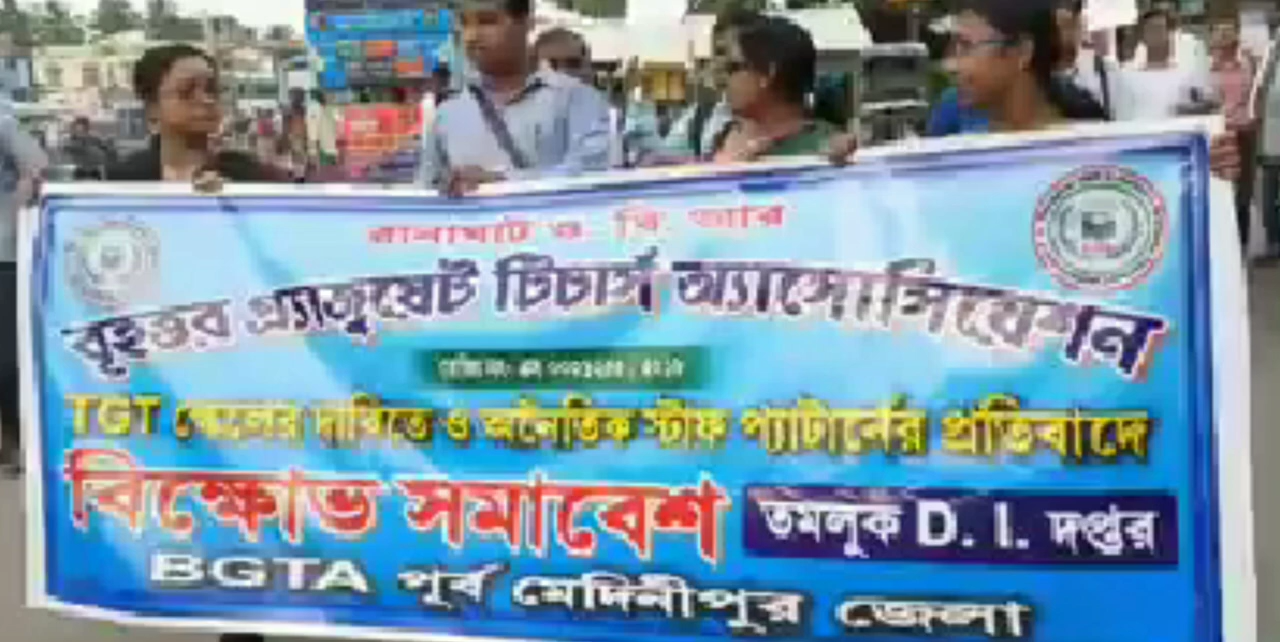 বৃহত্তর গ্র্যাজুয়েট টিচার্স অ্যাসোসিয়েশন
TGT স্কেলের দাবিতে ও অনৈতিক স্টাফ প্যাটার্নের প্রতিবাদে
বিক্ষোভ সমাবেশ তমলুক D. I. দপ্তর
BGTA পূর্ব মেদিনীপুর জেলা